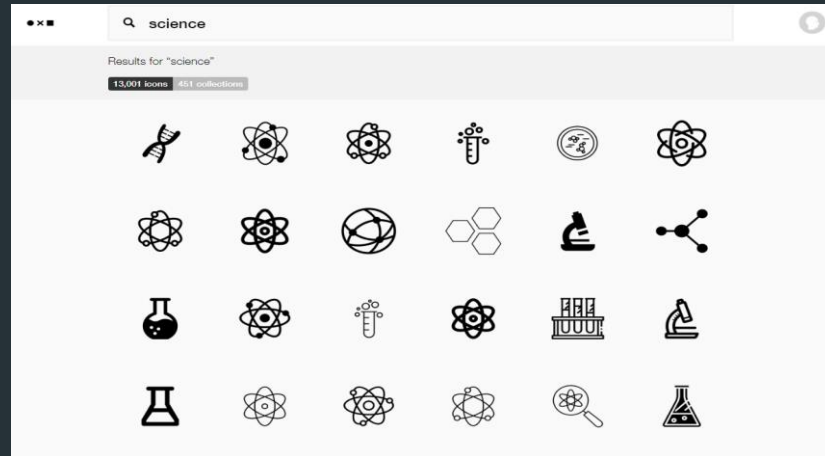 science
Results for “science”
13,001 icons 451 collections